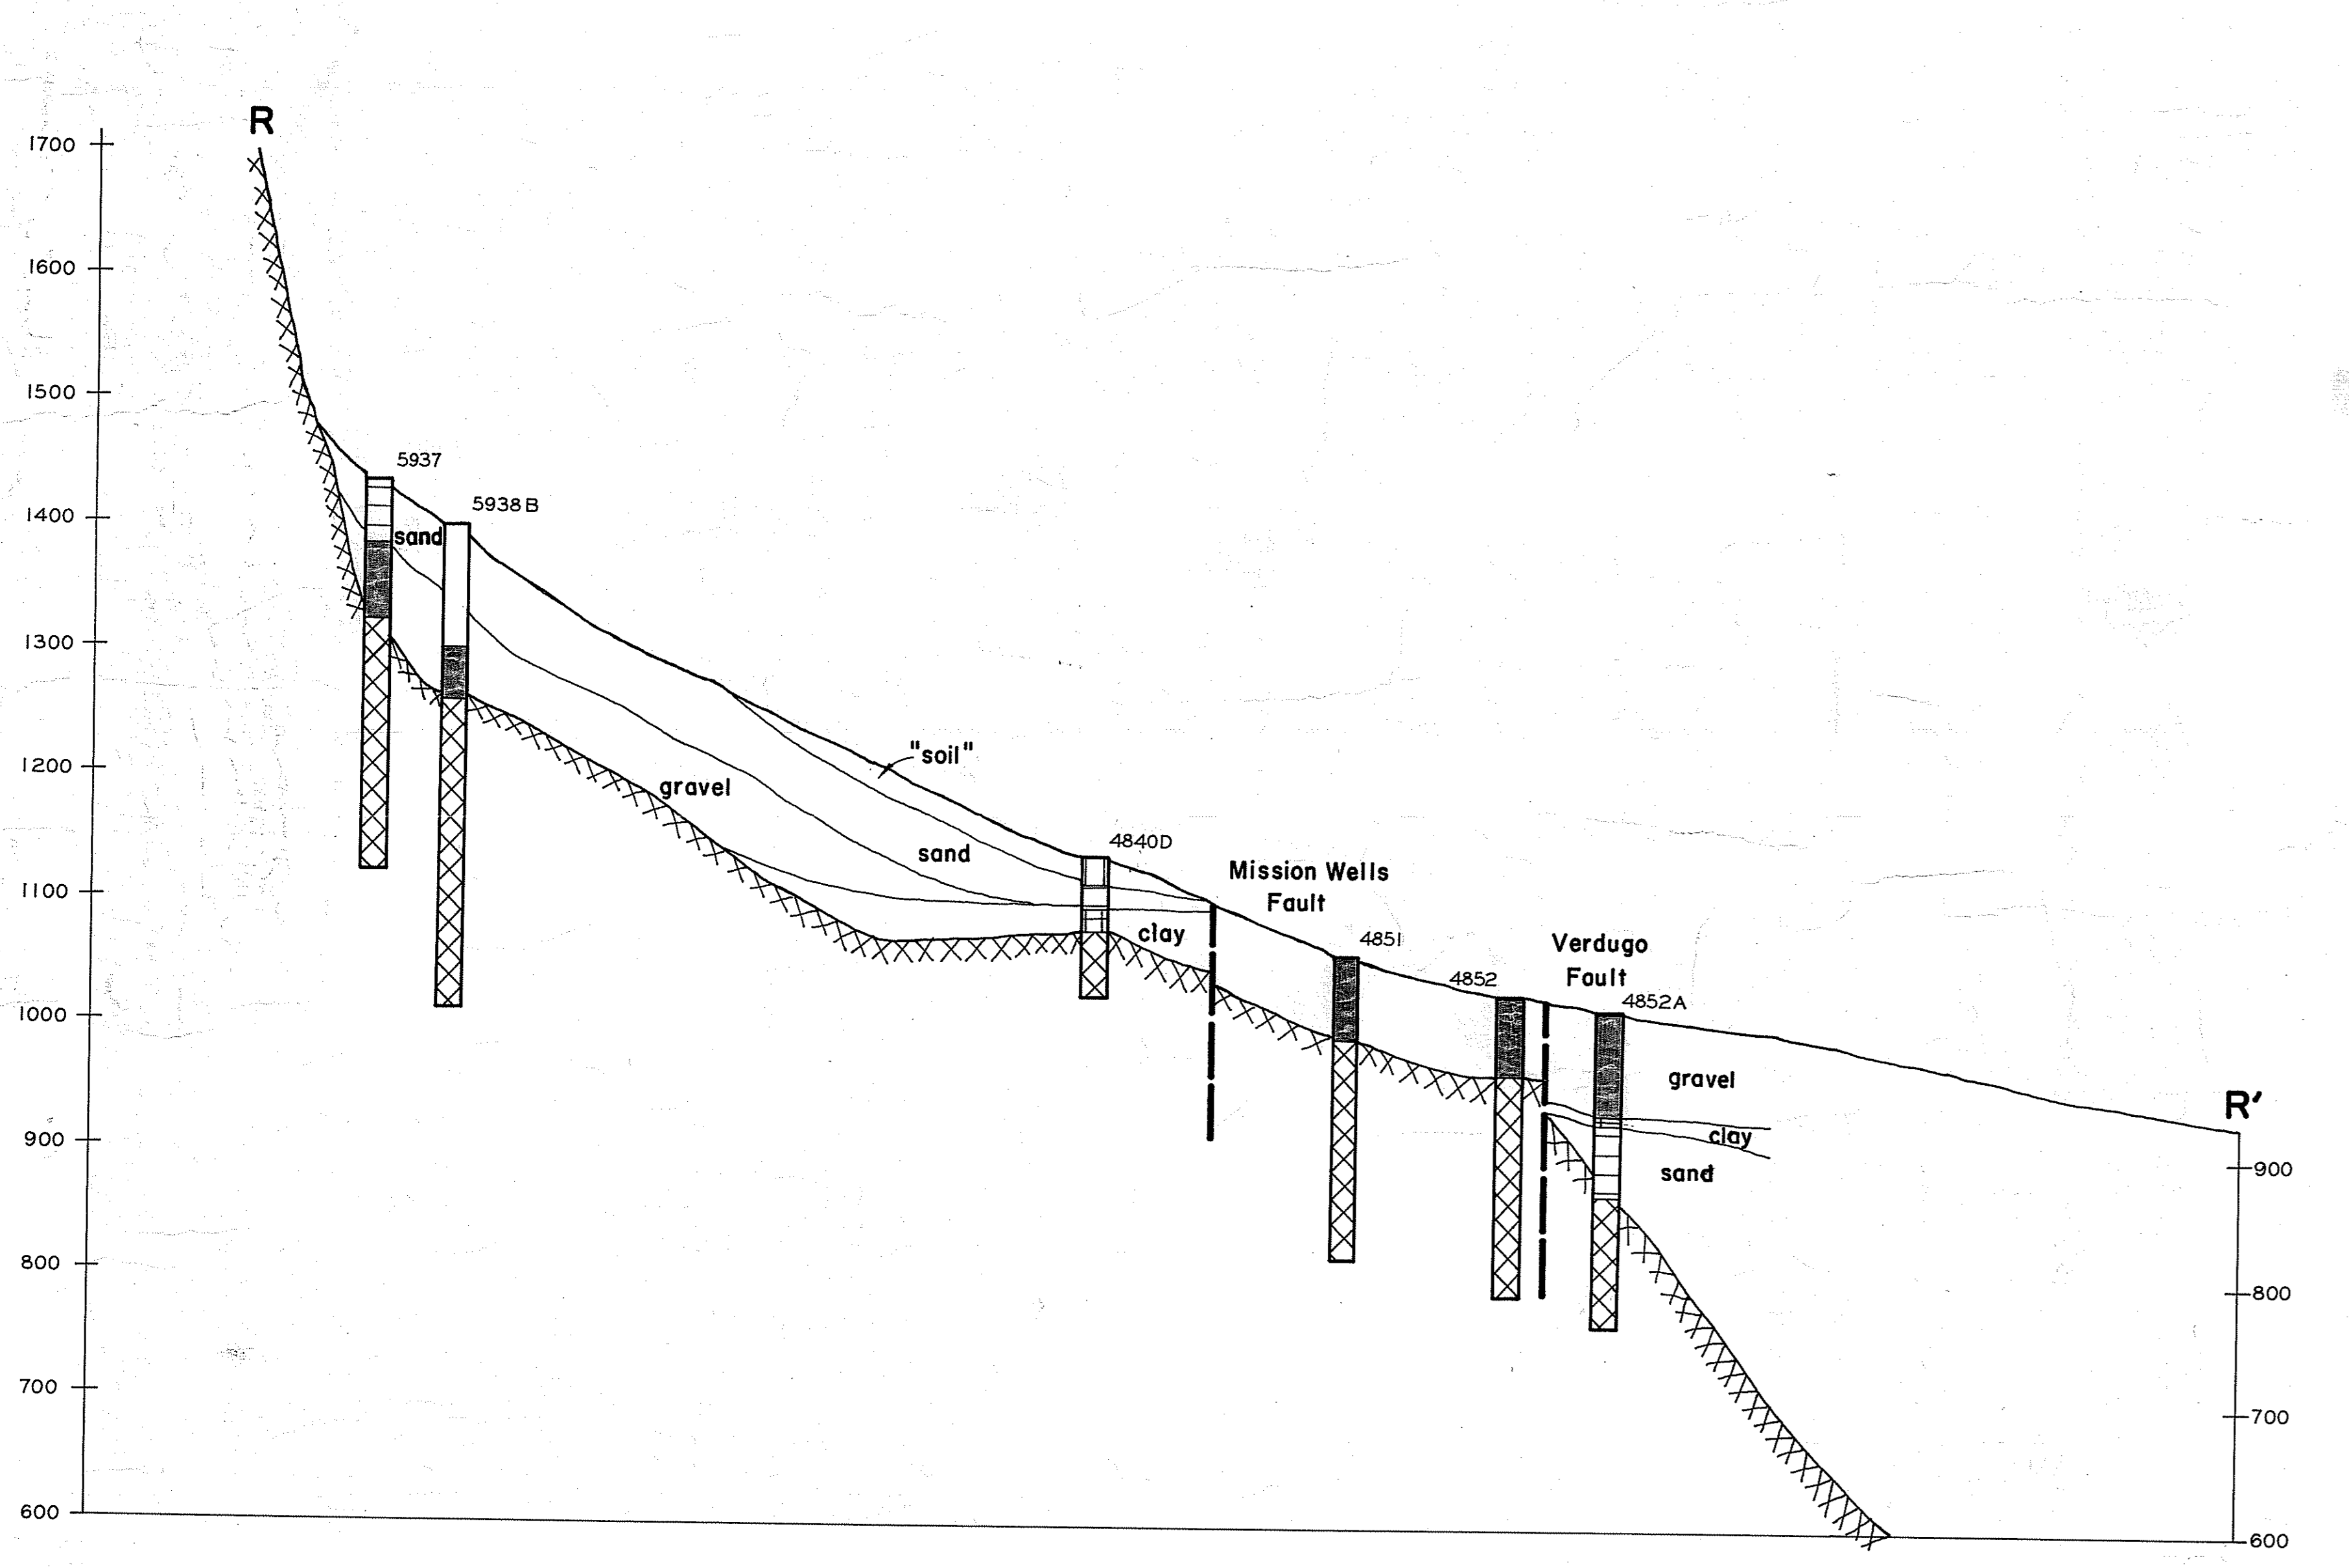 R
1700
1600
1500
1400
1300
1200
1100
1000
900
800
700
600
5937
5938B
sand
"soil"
gravel
sand
4840D
clay
Mission Wells
Fault
4851
4852
Verdugo
Fault
4852A
gravel
clay
sand
R′
900
800
700
600